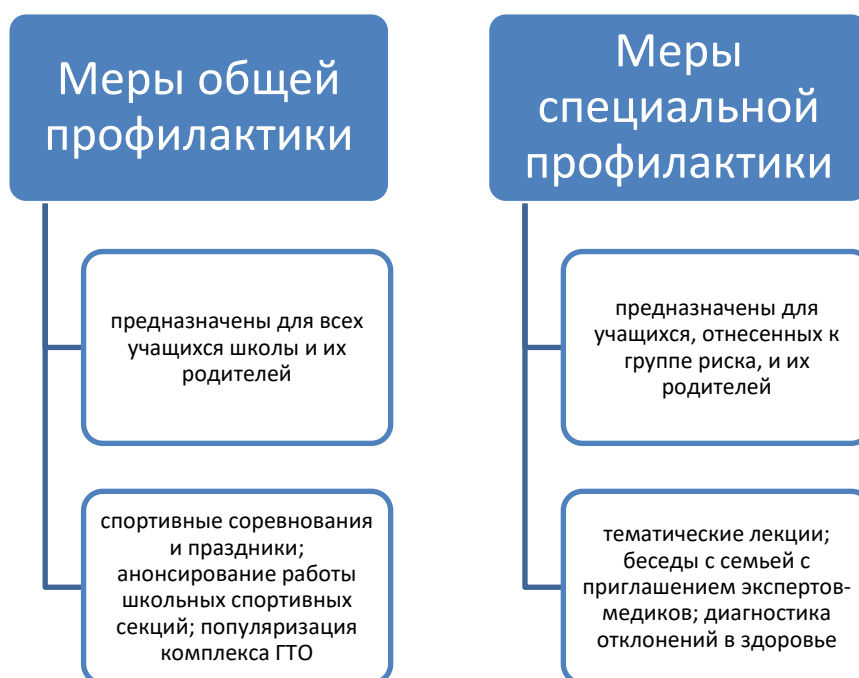 Меры общей
профилактики
предназначены для всех
учащихся школы и их
родителей
спортивные соревнования
и праздники;
анонсирование работы
школьных спортивных
секций; популяризация
комплекса ГТО
Меры
специальной
профилактики
предназначены для
учащихся, отнесенных к
группе риска, и их
родителей
тематические лекции;
беседы с семьей с
приглашением экспертов-
медиков; диагностика
отклонений в здоровье